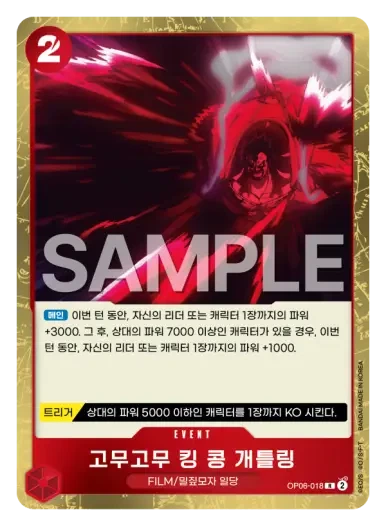 2
SAMPLE
메인 이번 턴 동안, 자신의 리더 또는 캐릭터 1장까지의 파워
+3000. 그 후, 상대의 파워 7000 이상인 캐릭터가 있을 경우, 이번
턴 동안, 자신의 리더 또는 캐릭터 1장까지의 파워 +1000.
트리거 상대의 파워 5000 이하인 캐릭터를 1장까지 KO 시킨다.
EVENT
고무고무 킹 콩 개틀링
FILM/밀짚모자 일당
OP06-018 R 2
BANDAI MADE IN KOREA